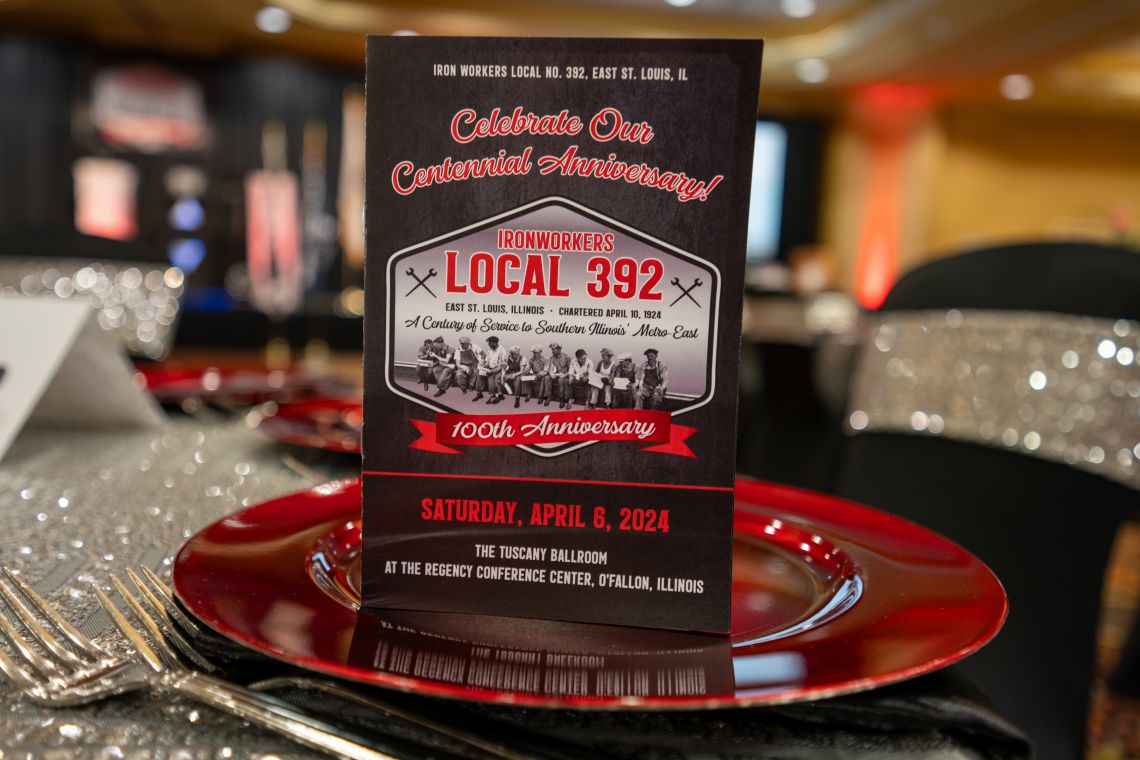 IRON WORKERS LOCAL NO. 392, EAST ST. LOUIS, IL
Celebrate Our
Centennial Anniversary!
IRONWORKERS
LOCAL 392
EAST ST. LOUIS, ILLINOIS · CHARTERED APRIL 10, 1924
A Century of Service to Southern Illinois' Metro-East
100th Anniversary
SATURDAY, APRIL 6, 2024
THE TUSCANY BALLROOM
AT THE REGENCY CONFERENCE CENTER, O'FALLON, ILLINOIS